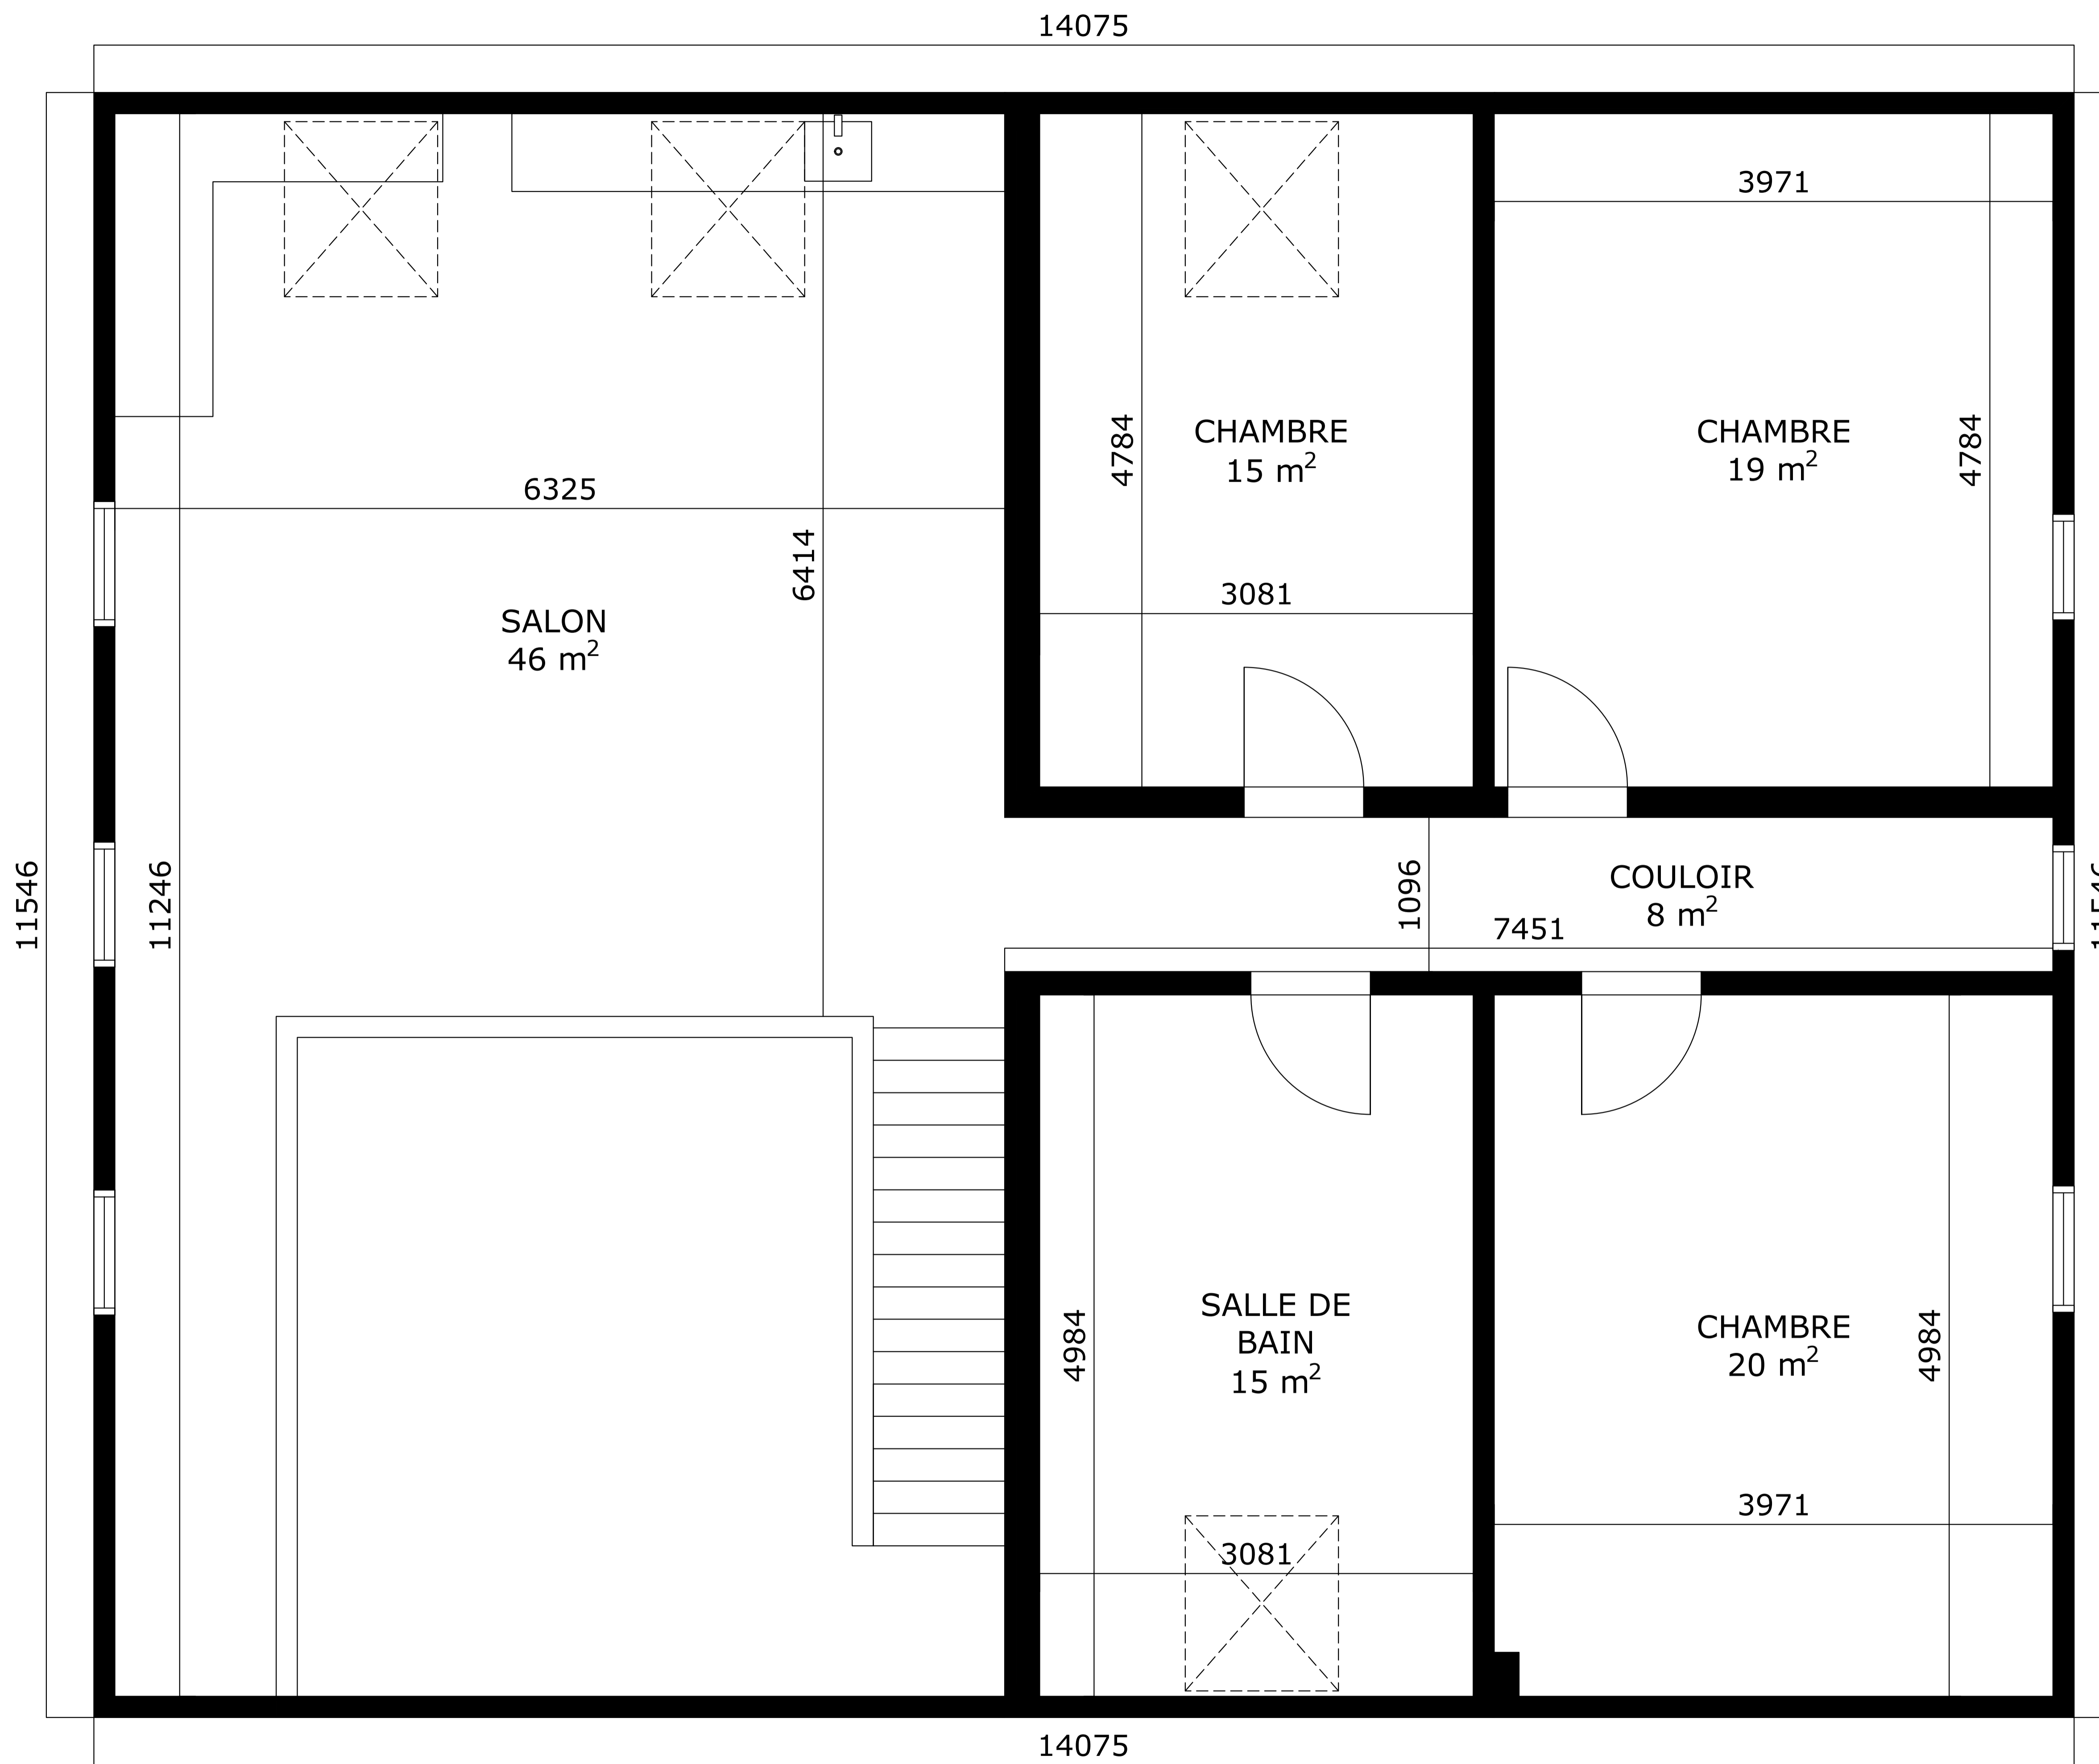 14075
3971
CHAMBRE
15 m²
CHAMBRE
19 m²
4784
4784
6325
6414
3081
SALON
46 m²
11546
11246
1096
COULOIR
8 m²
7451
SALLE DE
BAIN
15 m²
4984
CHAMBRE
20 m²
4984
3971
3081
14075